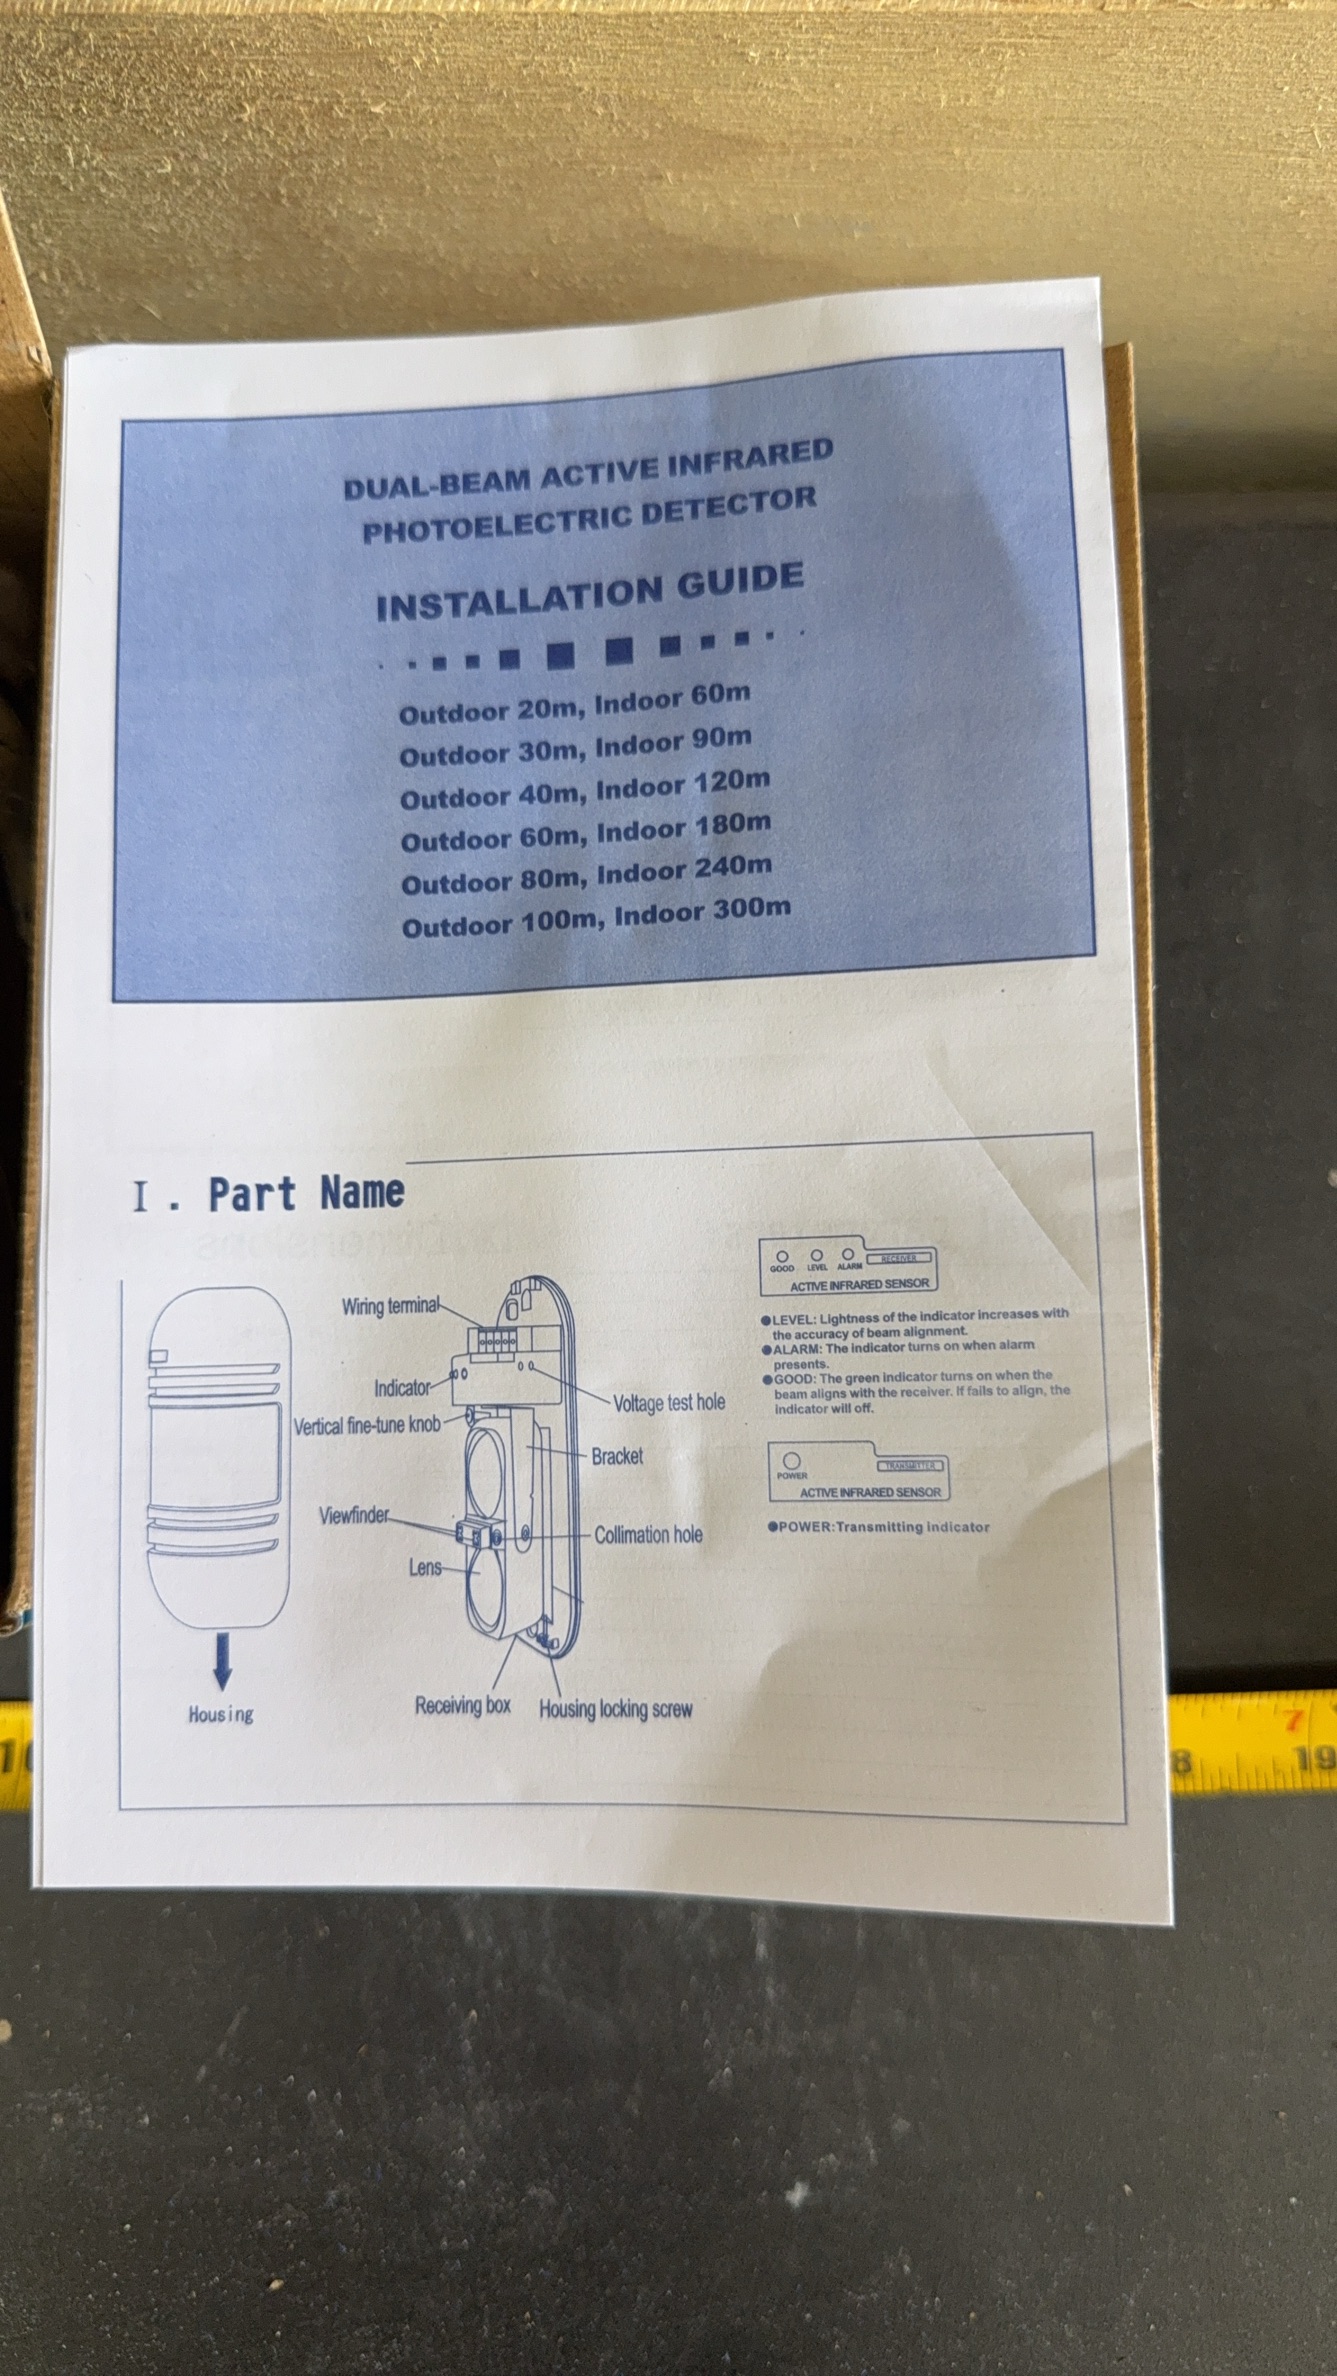 DUAL-BEAM ACTIVE INFRARED
PHOTOELECTRIC DETECTOR
INSTALLATION GUIDE
Outdoor 20m, Indoor 60m
Outdoor 30m, Indoor 90m
Outdoor 40m, Indoor 120m
Outdoor 60m, Indoor 180m
Outdoor 80m, Indoor 240m
Outdoor 100m, Indoor 300m
I. Part Name
Wiring terminal
Indicator
Vertical fine-tune knob
Viewfinder
Lens
Voltage test hole
Bracket
Collimation hole
Receiving box
Housing locking screw
Housing
GOOD LEVEL ALARM RECEIVER
ACTIVE INFRARED SENSOR
●LEVEL: Lightness of the indicator increases with
the accuracy of beam alignment.
●ALARM: The indicator turns on when alarm
presents.
●GOOD: The green indicator turns on when the
beam aligns with the receiver. If fails to align, the
indicator will off.
POWER TRANSMITTER
ACTIVE INFRARED SENSOR
●POWER:Transmitting indicator
7
8 19